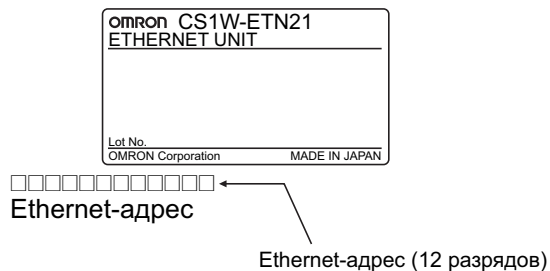 OMRON CS1W-ETN21
ETHERNET UNIT
Lot No.
OMRON Corporation MADE IN JAPAN
□□□□□□□□□□□□
Ethernet-адрес
Ethernet-адрес (12 разрядов)